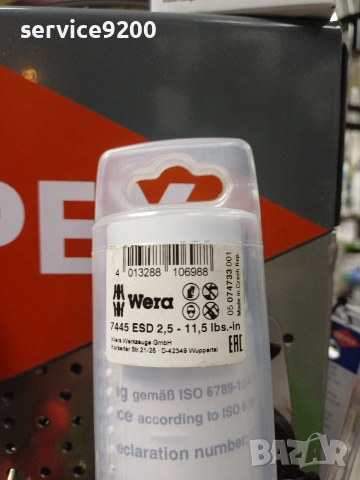 service9200
PEX
4 013288 106988
Wera
7445 ESD 2,5 - 11,5 lbs.-in
Wera Werkzeuge GmbH
Korzerter Str.21-25 · D-42349 Wuppertal
05 074733 001
Made in Czech Rep.
EAC
gemäß ISO 6789-
ce according to ISO 6
eclaration number
BAZAR